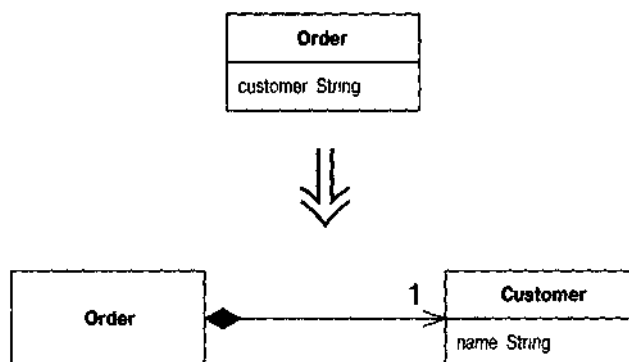 Order
customer String
1
Customer
Order
name String